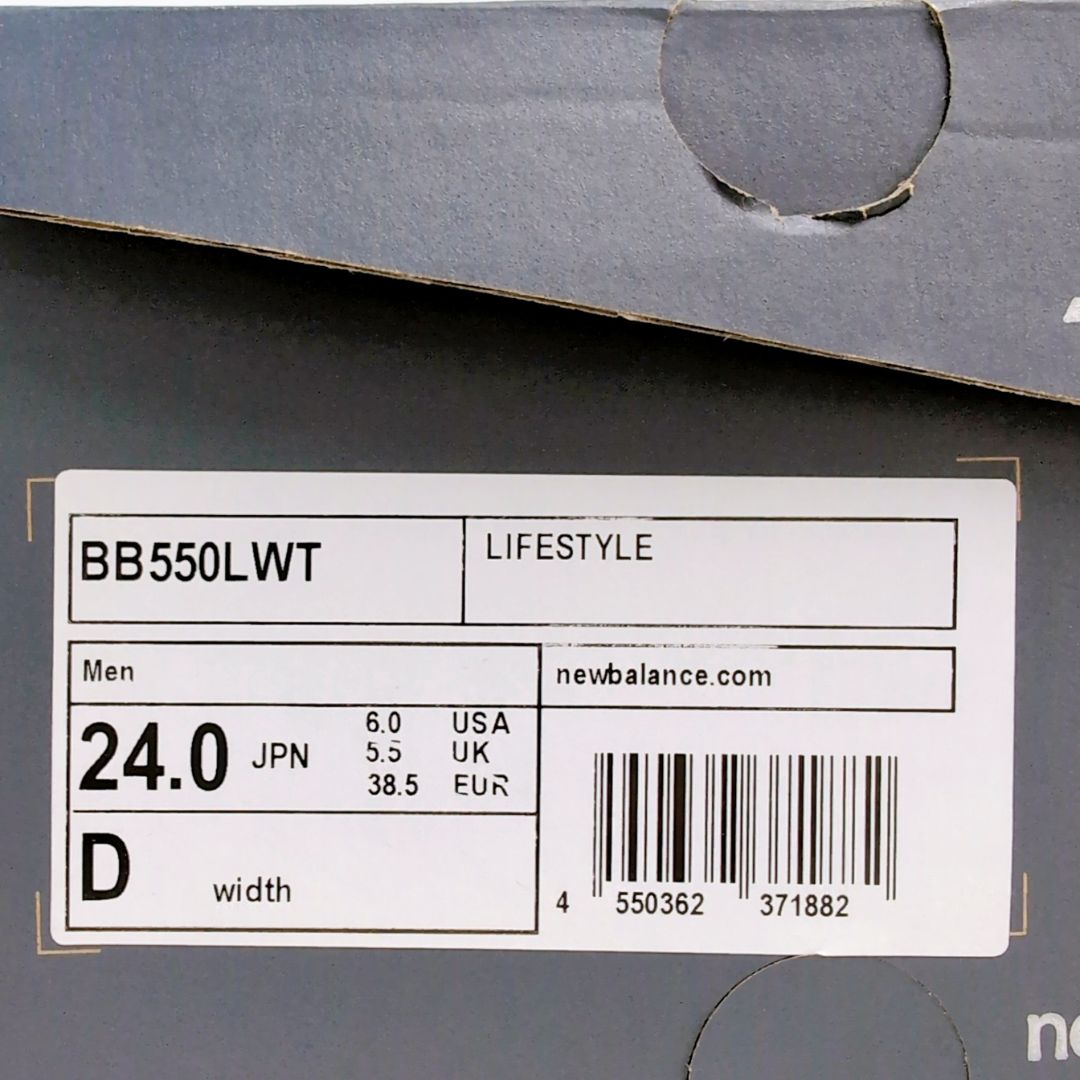 BB550LWT
LIFESTYLE
Men
newbalance.com
24.0 JPN
6.0 USA
5.5 UK
38.5 EUR
D width
4 550362 371882